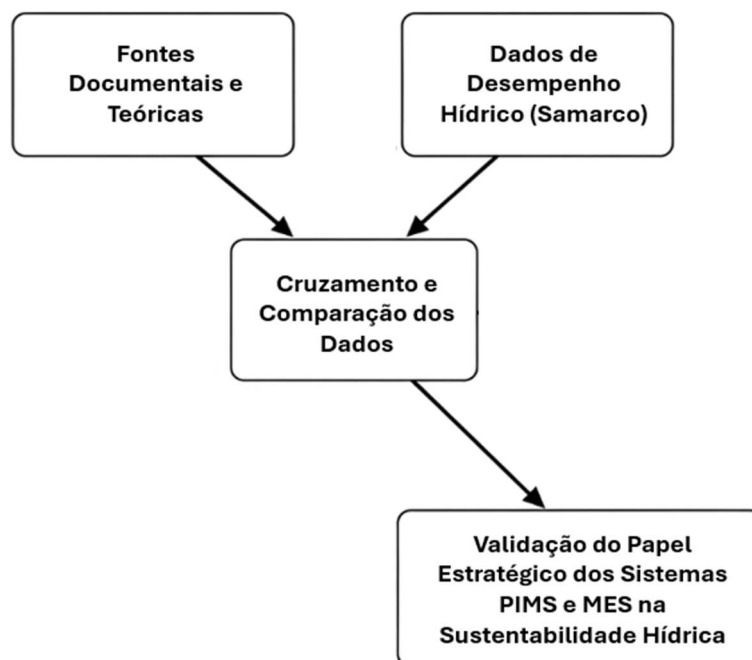 Fontes
Documentais e
Teóricas
Dados de
Desempenho
Hídrico (Samarco)
Cruzamento e
Comparação dos
Dados
Validação do Papel
Estratégico dos Sistemas
PIMS e MES na
Sustentabilidade Hídrica